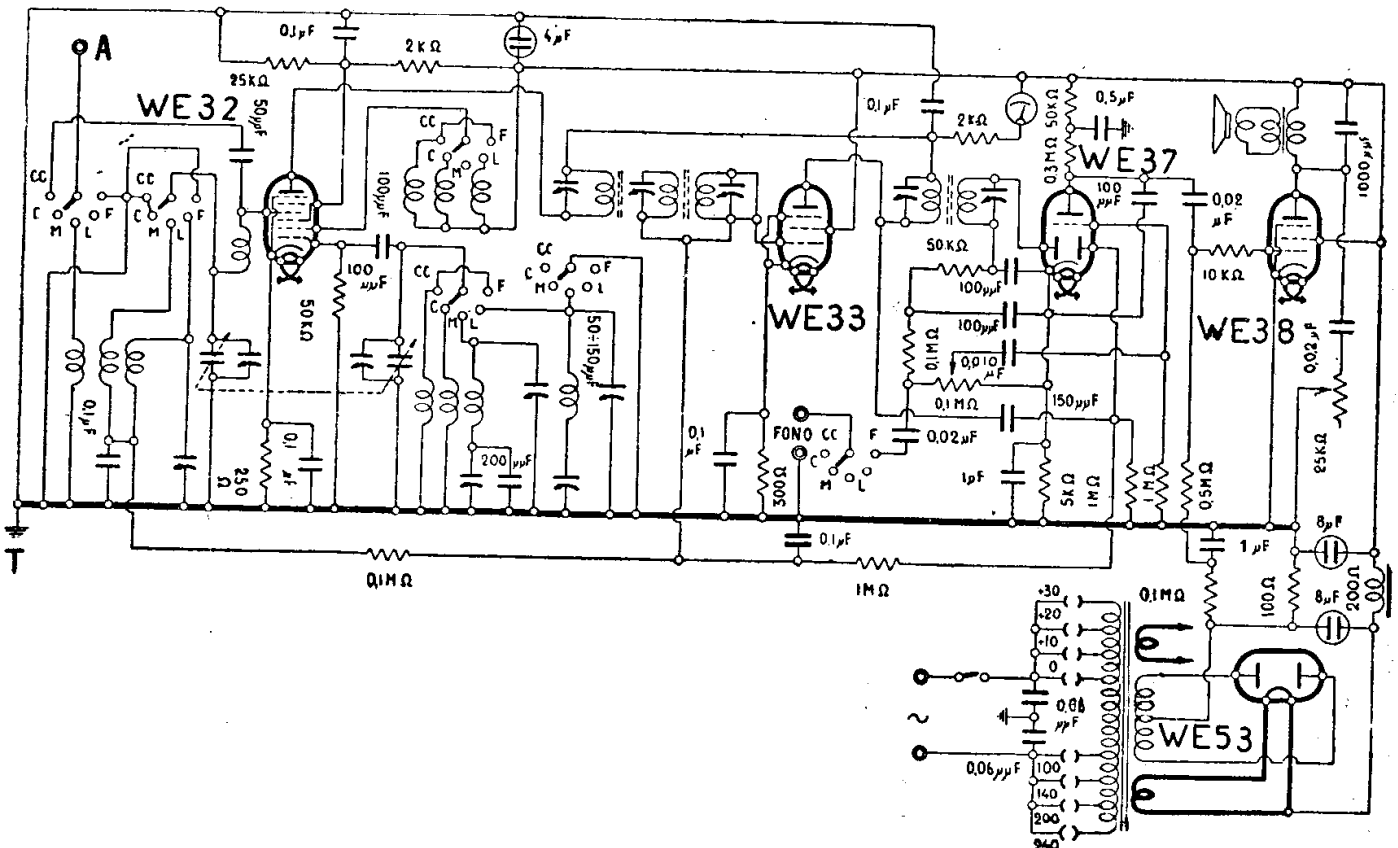 A
0,1µF
2KΩ
4µF
25KΩ
50µµF
WE32
CC
C
M
L
F
CC
C
M
L
F
CC
C
M
L
F
100µµF
100µµF
50KΩ
CC
C
M
L
F
CC
C
M
L
F
50÷150µµF
200µµF
0,1µF
250Ω
0,1µF
0,1µF
2KΩ
50KΩ
0,3MΩ
0,5µF
WE37
100µµF
0,02µF
10KΩ
1000µµF
WE33
50KΩ
100µµF
100µµF
0,1MΩ
0,010µF
0,1MΩ
150µµF
WE38
0,02µF
25KΩ
0,1µF
300Ω
FONO
CC
C
M
L
F
0,02µF
1µF
5KΩ
1MΩ
1MΩ
0,5MΩ
T
0,1MΩ
0,1µF
1MΩ
1µF
100Ω
8µF
200Ω
8µF
0,1MΩ
+30
+20
+10
0
~
0,06µµF
100
140
200
WE53